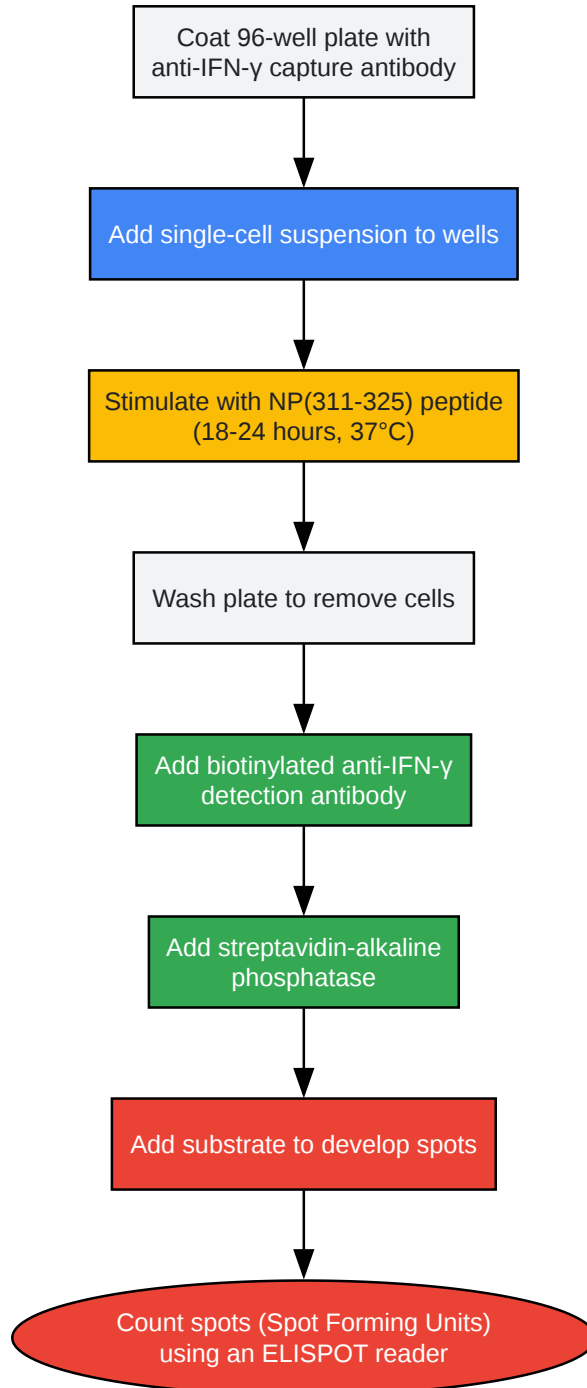 Coat 96-well plate with
anti-IFN-γ capture antibody
Add single-cell suspension to wells
Stimulate with NP(311-325) peptide
(18-24 hours, 37°C)
Wash plate to remove cells
Add biotinylated anti-IFN-γ
detection antibody
Add streptavidin-alkaline
phosphatase
Add substrate to develop spots
Count spots (Spot Forming Units)
using an ELISPOT reader